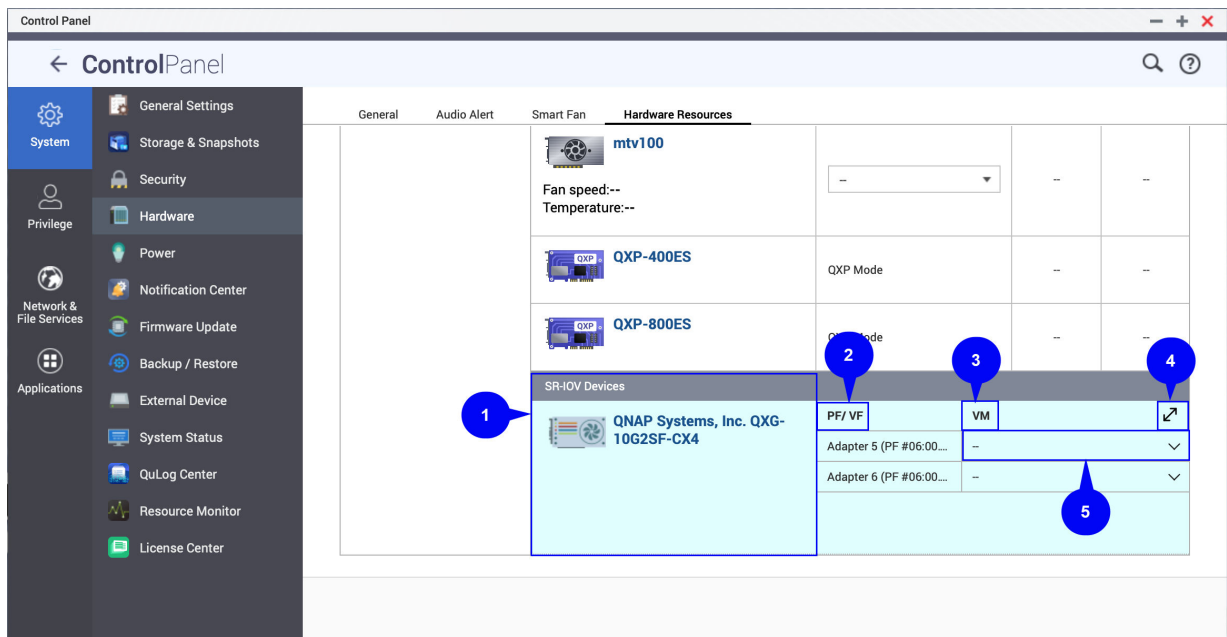 Control Panel
ControlPanel
System
Privilege
Network &
File Services
Applications
General Settings
Storage & Snapshots
Security
Hardware
Power
Notification Center
Firmware Update
Backup / Restore
External Device
System Status
QuLog Center
Resource Monitor
License Center
General Audio Alert Smart Fan Hardware Resources
mtv100
Fan speed:--
Temperature:--
-- -- --
QXP
QXP-400ES
QXP Mode -- --
QXP
QXP-800ES
-- --
SR-IOV Devices
QNAP Systems, Inc. QXG-
10G2SF-CX4
PF/ VF VM
Adapter 5 (PF #06:00.... --
Adapter 6 (PF #06:00.... --
1
2
3
4
5